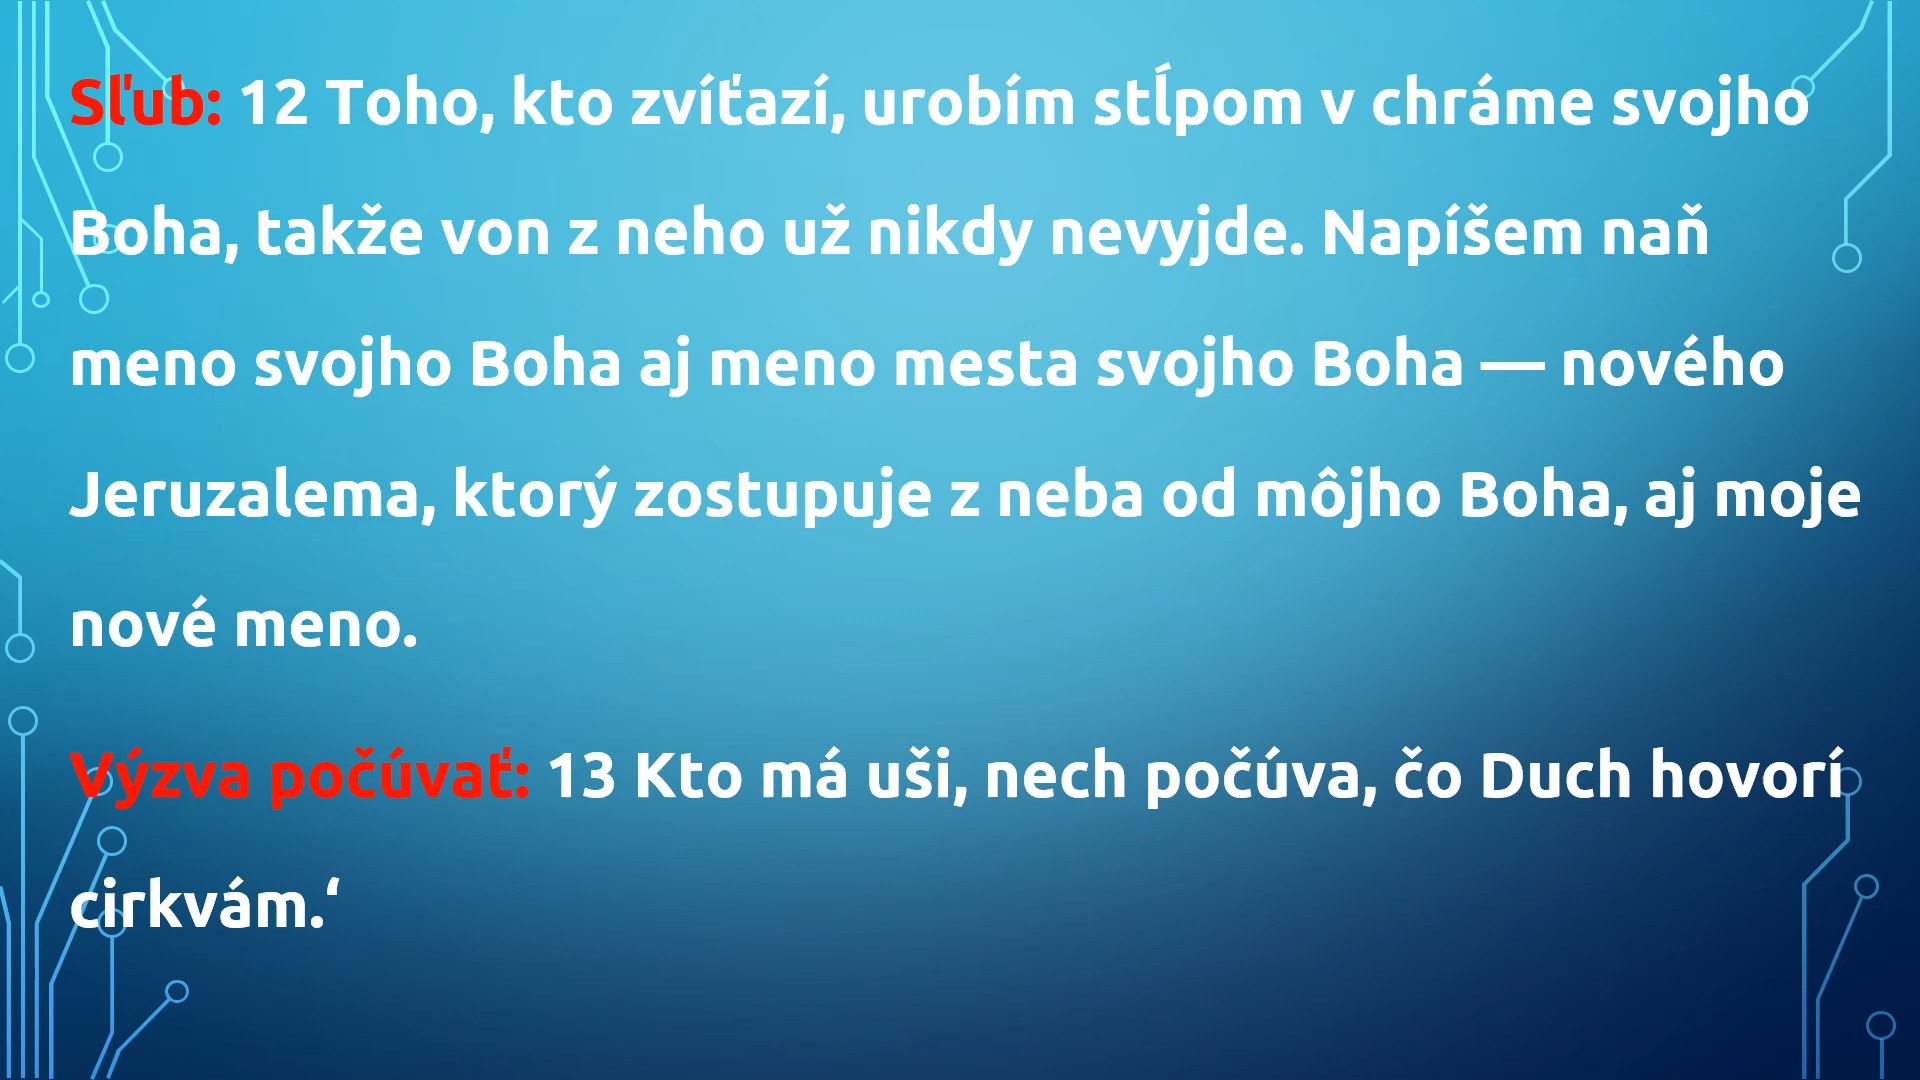 Sľub: 12 Toho, kto zvíťazí, urobím stĺpom v chráme svojho
Boha, takže von z neho už nikdy nevyjde. Napíšem naň
meno svojho Boha aj meno mesta svojho Boha — nového
Jeruzalema, ktorý zostupuje z neba od môjho Boha, aj moje
nové meno.
Výzva počúvať: 13 Kto má uši, nech počúva, čo Duch hovorí
cirkvám.‘